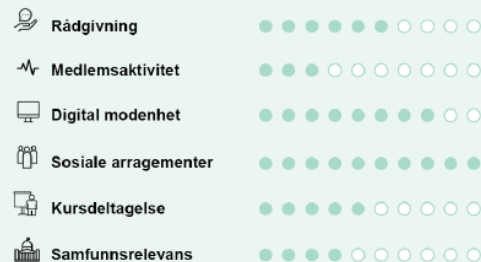 Rådgivning
Medlemsaktivitet
Digital modenhet
Sosiale arragementer
Kursdeltagelse
Samfunnsrelevans